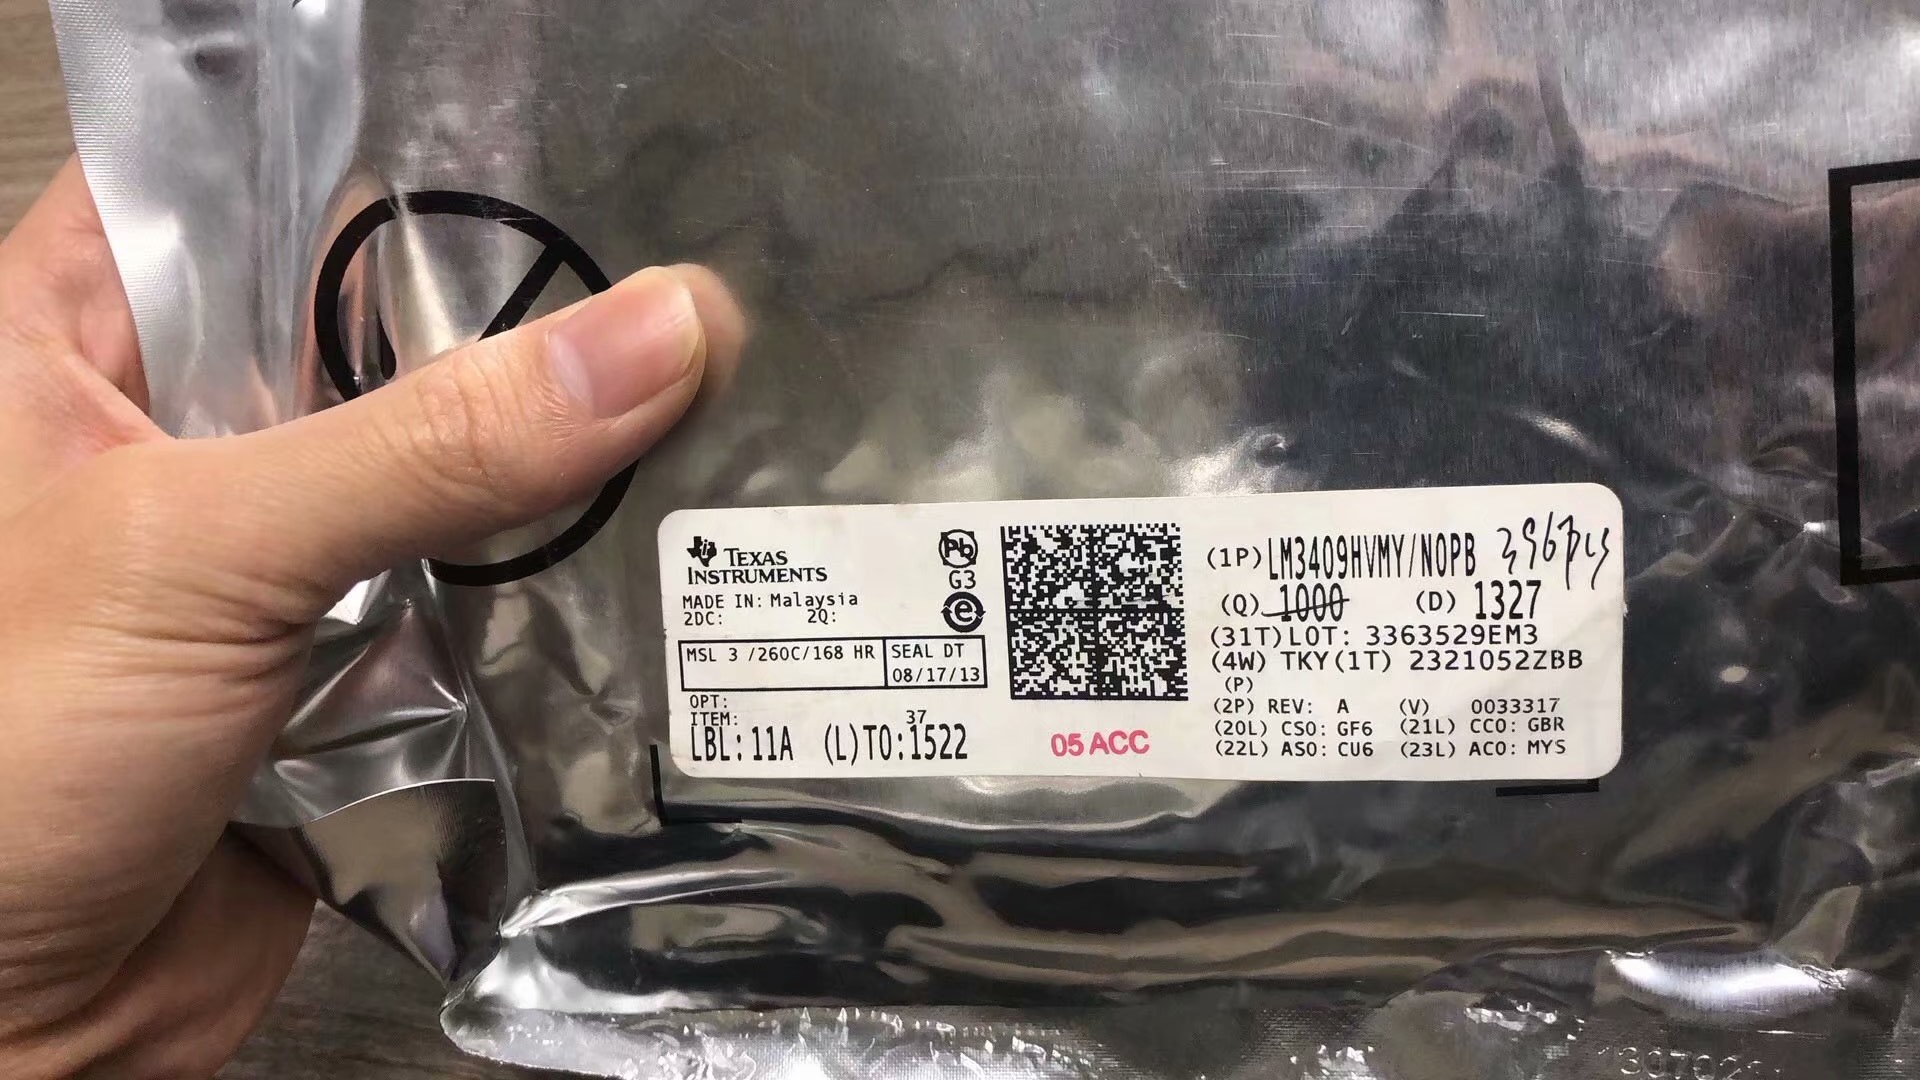 TEXAS
INSTRUMENTS
MADE IN: Malaysia
2DC: 2Q:
MSL 3 /260C/168 HR
SEAL DT
08/17/13
OPT:
ITEM:
37
LBL: 11A (L)TO:1522
Pb
G3
e
05 ACC
(1P)LM3409HVMY/NOPB 396pcs
(Q) 1000 (D) 1327
(31T)LOT: 3363529EM3
(4W) TKY(1T) 2321052ZBB
(P)
(2P) REV: A (V) 0033317
(20L) CSO: GF6 (21L) CCO: GBR
(22L) ASO: CU6 (23L) ACO: MYS